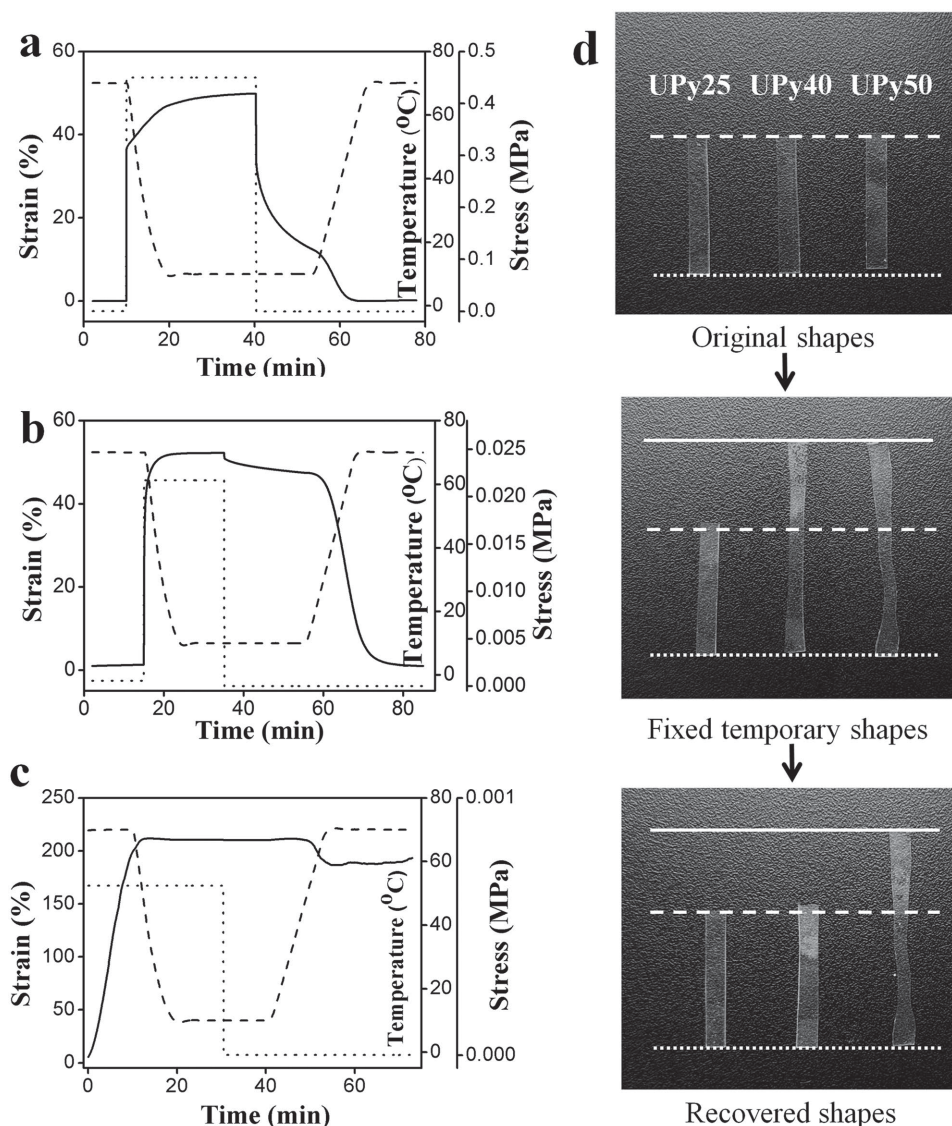 a
60
40
20
0
Strain (%)
0 20 40 60 80
Time (min)
80
60
40
20
0
Temperature (⁰C)
0.5
0.4
0.3
0.2
0.1
0.0
Stress (MPa)
b
60
40
20
0
Strain (%)
0 20 40 60 80
Time (min)
80
60
40
20
0
Temperature (⁰C)
0.025
0.020
0.015
0.010
0.005
0.000
Stress (MPa)
c
250
200
150
100
50
0
Strain (%)
0 20 40 60
Time (min)
80
60
40
20
0
Temperature (⁰C)
0.001
0.000
Stress (MPa)
d
UPy25 UPy40 UPy50
Original shapes
Fixed temporary shapes
Recovered shapes